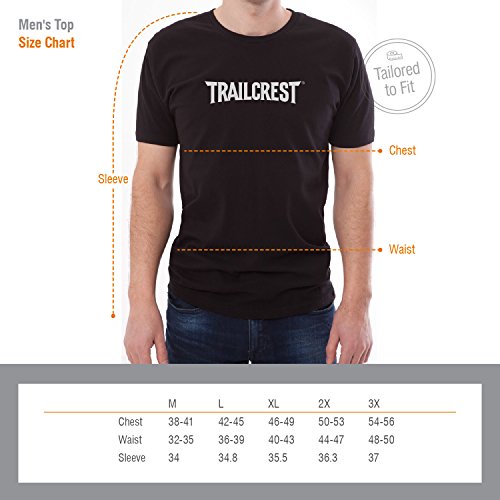 Men's Top
Size Chart
Tailored
to Fit
TRAILCREST®
Chest
Sleeve
Waist
M L XL 2X 3X
Chest 38-41 42-45 46-49 50-53 54-56
Waist 32-35 36-39 40-43 44-47 48-50
Sleeve 34 34.8 35.5 36.3 37